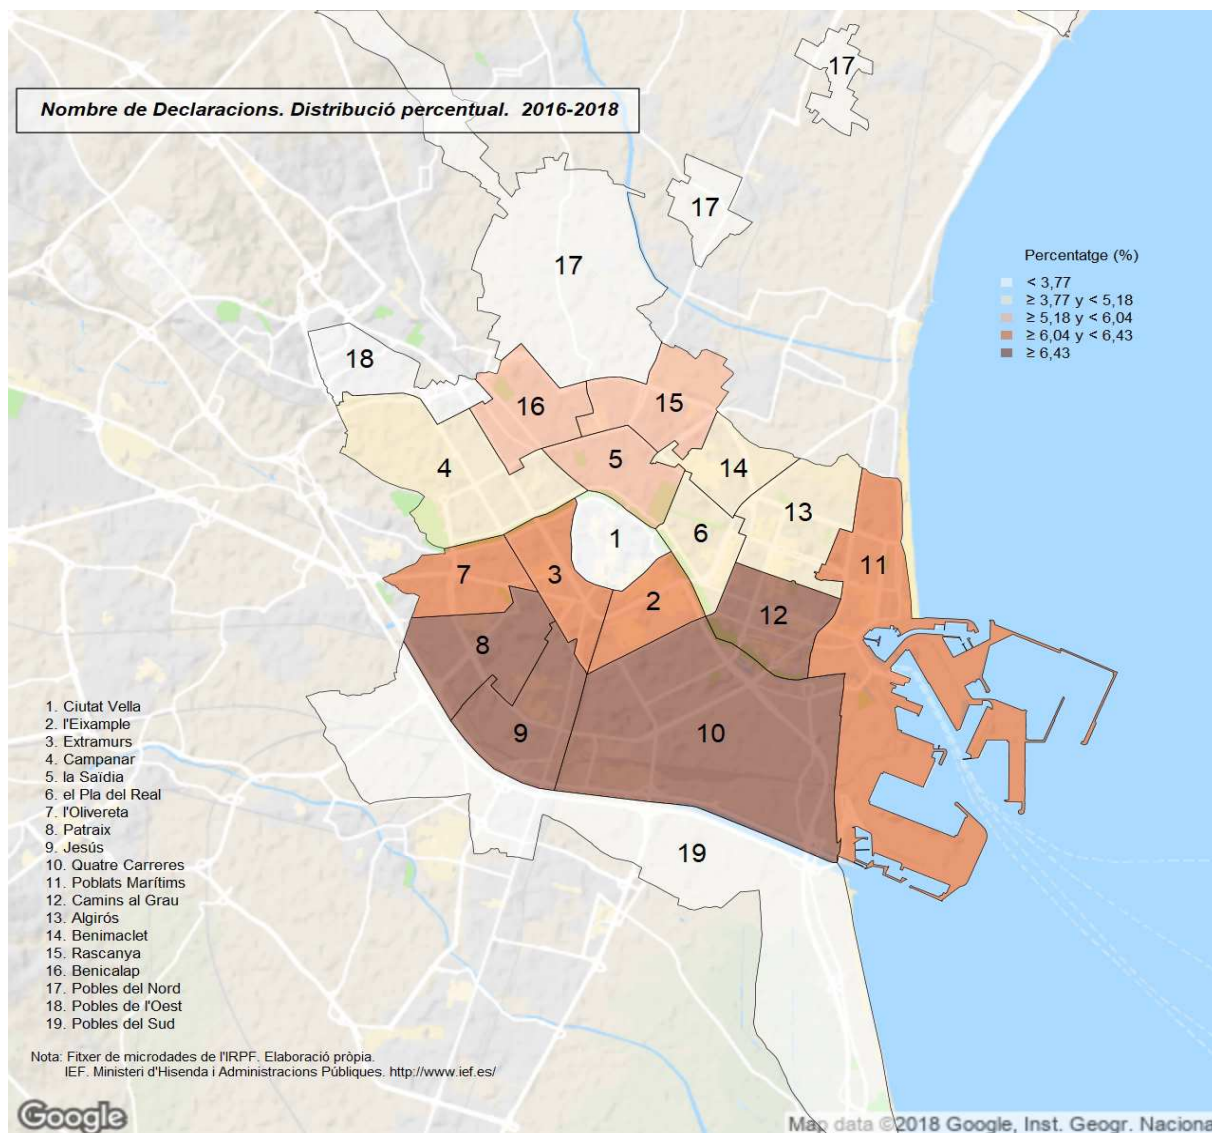 Nombre de Declaracions. Distribució percentual. 2016-2018
17
17
17
Percentatge (%)
< 3,77
≥ 3,77 y < 5,18
≥ 5,18 y < 6,04
≥ 6,04 y < 6,43
≥ 6,43
18
16
15
4
5
14
13
6
1
11
7
3
2
12
8
9
10
19
1. Ciutat Vella
2. l'Eixample
3. Extramurs
4. Campanar
5. la Saïdia
6. el Pla del Real
7. l'Olivereta
8. Patraix
9. Jesús
10. Quatre Carreres
11. Poblats Marítims
12. Camins al Grau
13. Algirós
14. Benimaclet
15. Rascanya
16. Benicalap
17. Pobles del Nord
18. Pobles de l'Oest
19. Pobles del Sud
Nota: Fitxer de microdades de l'IRPF. Elaboració pròpia.
IEF. Ministeri d'Hisenda i Administracions Públiques. http://www.ief.es/
Google
Map data ©2018 Google, Inst. Geogr. Naciona